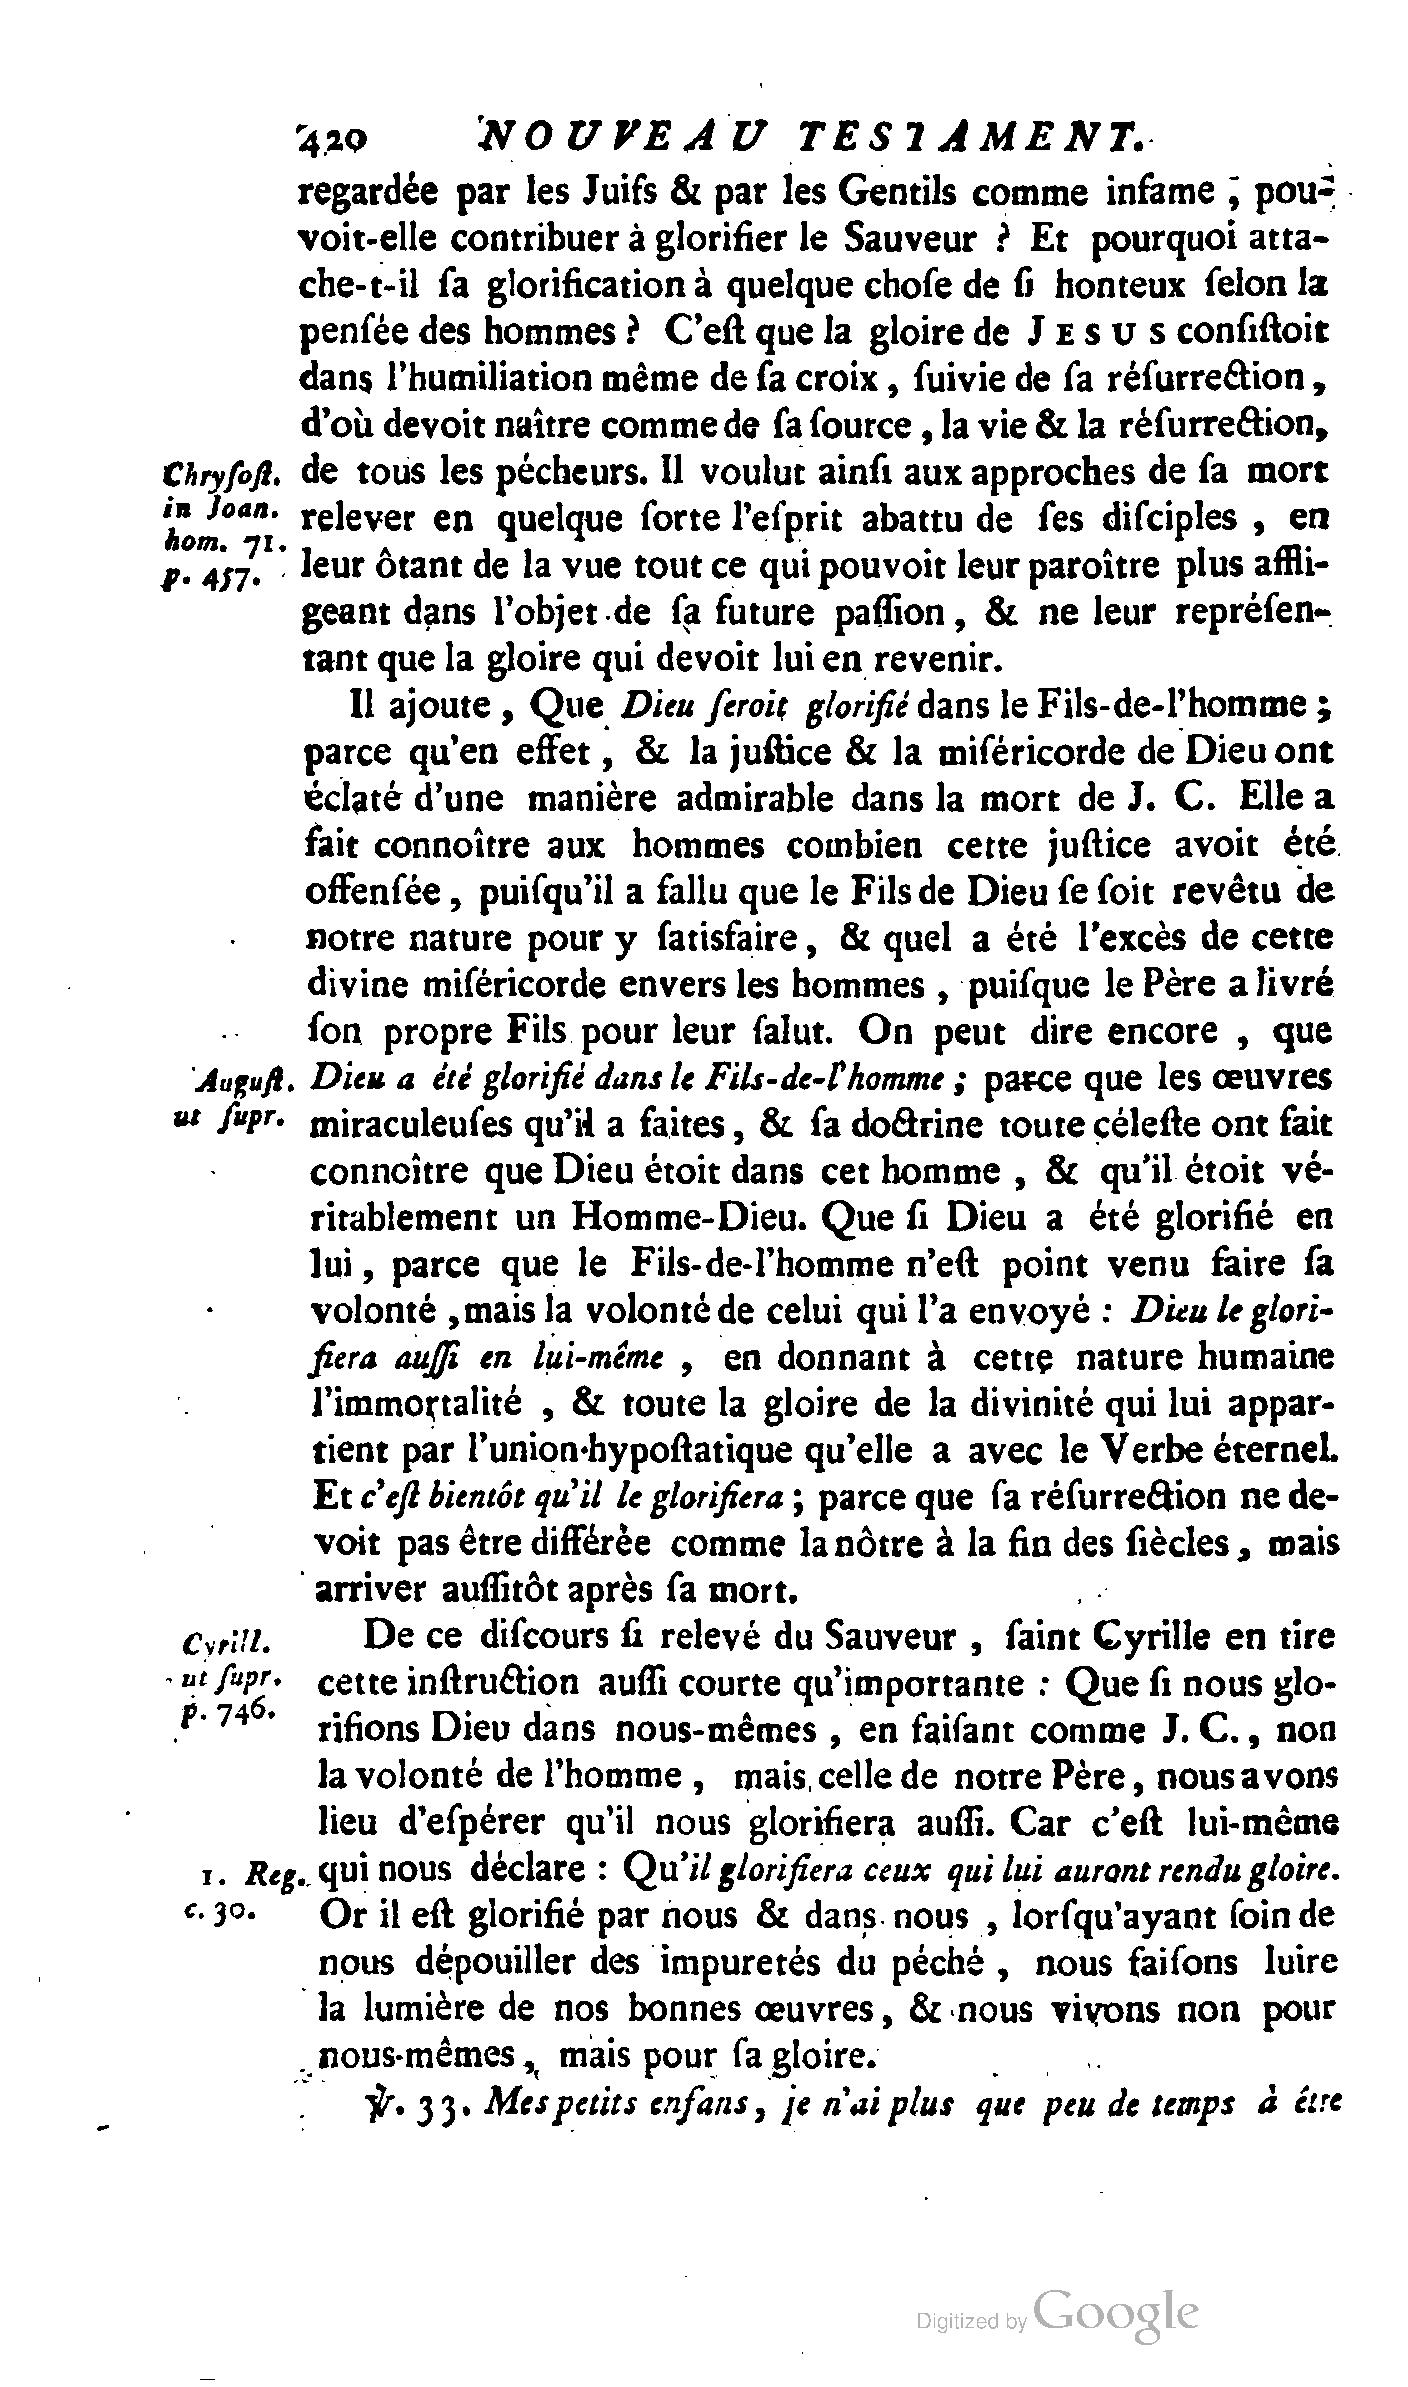 420 NOUVEAU TESTAMENT.
regardée par les Juifs & par les Gentils comme infame, pou-
voit-elle contribuer à glorifier le Sauveur ? Et pourquoi atta-
che-t-il ſa glorification à quelque choſe de ſi honteux ſelon la
penſée des hommes ? C'eſt que la gloire de JESUS conſiſtoit
dans l'humiliation même de ſa croix, ſuivie de ſa réſurrection,
d'où devoit naître comme de ſa ſource, la vie & la réſurrection,
Chryſoſt. de tous les pécheurs. Il voulut ainſi aux approches de ſa mort
in Joan. relever en quelque ſorte l'eſprit abattu de ſes diſciples, en
hom. 71.
p. 457. leur ôtant de la vue tout ce qui pouvoit leur paroître plus affli-
geant dans l'objet de ſa future paſſion, & ne leur repréſen-
tant que la gloire qui devoit lui en revenir.
Il ajoute, Que Dieu ſeroit glorifié dans le Fils-de-l'homme ;
parce qu'en effet, & la juſtice & la miſéricorde de Dieu ont
éclaté d'une manière admirable dans la mort de J. C. Elle a
fait connoître aux hommes combien cette juſtice avoit été
offenſée, puiſqu'il a fallu que le Fils de Dieu ſe ſoit revêtu de
notre nature pour y ſatisfaire, & quel a été l'excès de cette
divine miſéricorde envers les hommes, puiſque le Père a livré
ſon propre Fils pour leur ſalut. On peut dire encore, que
Auguſt. Dieu a été glorifié dans le Fils-de-l'homme ; parce que les œuvres
ut ſupr. miraculeuſes qu'il a faites, & ſa doctrine toute céleſte ont fait
connoître que Dieu étoit dans cet homme, & qu'il étoit vé-
ritablement un Homme-Dieu. Que ſi Dieu a été glorifié en
lui, parce que le Fils-de-l'homme n'eſt point venu faire ſa
volonté, mais la volonté de celui qui l'a envoyé : Dieu le glori-
fiera auſſi en lui-même, en donnant à cette nature humaine
l'immortalité, & toute la gloire de la divinité qui lui appar-
tient par l'union-hypoſtatique qu'elle a avec le Verbe éternel.
Et c'eſt bientôt qu'il le glorifiera ; parce que ſa réſurrection ne de-
voit pas être différée comme la nôtre à la fin des ſiècles, mais
arriver auſſitôt après ſa mort.
Cyrill. De ce diſcours ſi relevé du Sauveur, ſaint Cyrille en tire
ut ſupr. cette inſtruction auſſi courte qu'importante : Que ſi nous glo-
p. 746. rifions Dieu dans nous-mêmes, en faiſant comme J. C., non
la volonté de l'homme, mais celle de notre Père, nous avons
lieu d'eſpérer qu'il nous glorifiera auſſi. Car c'eſt lui-même
1. Reg. qui nous déclare : Qu'il glorifiera ceux qui lui auront rendu gloire.
c. 30. Or il eſt glorifié par nous & dans nous, lorſqu'ayant ſoin de
nous dépouiller des impuretés du péché, nous faiſons luire
la lumière de nos bonnes œuvres, & nous vivons non pour
nous-mêmes, mais pour ſa gloire.
℣. 33. Mes petits enfans, je n'ai plus que peu de temps à être
Digitized by Google